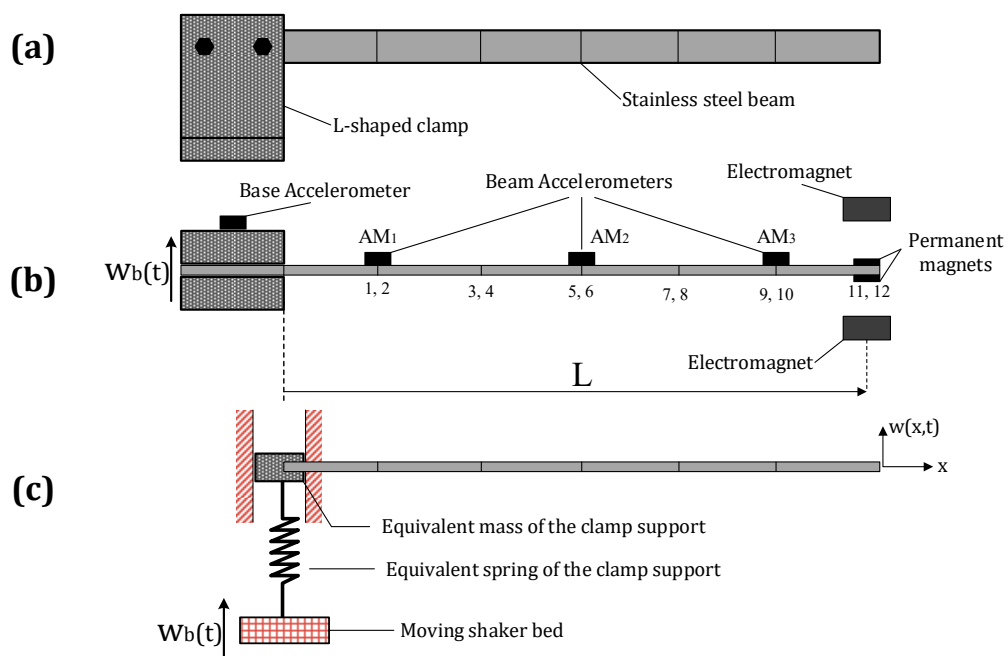 (a)
Stainless steel beam
L-shaped clamp
Base Accelerometer
Beam Accelerometers
Electromagnet
AM1
AM2
AM3
Permanent
magnets
Wb(t)
(b)
1, 2
3, 4
5, 6
7, 8
9, 10
11, 12
Electromagnet
L
w(x,t)
x
(c)
Equivalent mass of the clamp support
Equivalent spring of the clamp support
Wb(t)
Moving shaker bed